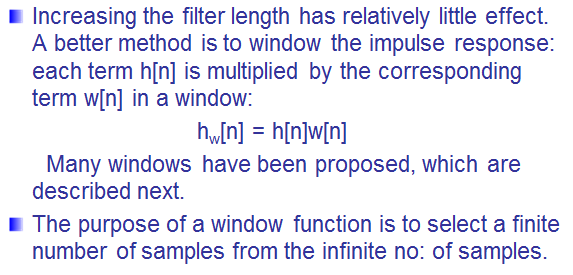 Increasing the filter length has relatively little effect.
A better method is to window the impulse response:
each term h[n] is multiplied by the corresponding
term w[n] in a window:
hw[n] = h[n]w[n]
Many windows have been proposed, which are
described next.
The purpose of a window function is to select a finite
number of samples from the infinite no: of samples.